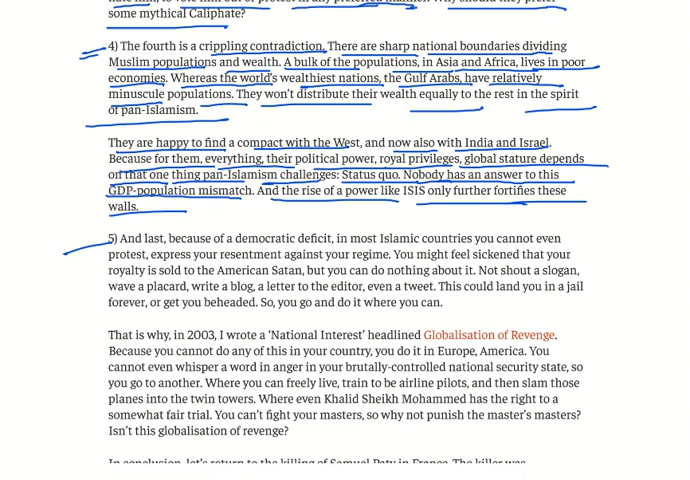 some mythical Caliphate?
4) The fourth is a crippling contradiction. There are sharp national boundaries dividing
Muslim populations and wealth. A bulk of the populations, in Asia and Africa, lives in poor
economies. Whereas the world's wealthiest nations, the Gulf Arabs, have relatively
minuscule populations. They won't distribute their wealth equally to the rest in the spirit
of pan-Islamism.
They are happy to find a compact with the West, and now also with India and Israel.
Because for them, everything, their political power, royal privileges, global stature depends
on that one thing pan-Islamism challenges: Status quo. Nobody has an answer to this
GDP-population mismatch. And the rise of a power like ISIS only further fortifies these
walls.
5) And last, because of a democratic deficit, in most Islamic countries you cannot even
protest, express your resentment against your regime. You might feel sickened that your
royalty is sold to the American Satan, but you can do nothing about it. Not shout a slogan,
wave a placard, write a blog, a letter to the editor, even a tweet. This could land you in a jail
forever, or get you beheaded. So, you go and do it where you can.
That is why, in 2003, I wrote a 'National Interest' headlined Globalisation of Revenge.
Because you cannot do any of this in your country, you do it in Europe, America. You
cannot even whisper a word in anger in your brutally-controlled national security state, so
you go to another. Where you can freely live, train to be airline pilots, and then slam those
planes into the twin towers. Where even Khalid Sheikh Mohammed has the right to a
somewhat fair trial. You can't fight your masters, so why not punish the master's masters?
Isn't this globalisation of revenge?
In conclusion, let's return to the killing of Samuel Paty in France. The killer was